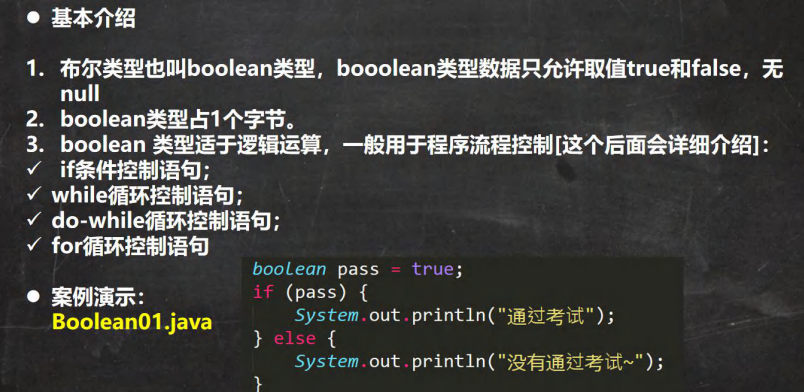 ● 基本介绍
1. 布尔类型也叫boolean类型，booolean类型数据只允许取值true和false，无
null
2. boolean类型占1个字节。
3. boolean 类型适于逻辑运算，一般用于程序流程控制[这个后面会详细介绍]：
✓ if条件控制语句；
✓ while循环控制语句；
✓ do-while循环控制语句；
✓ for循环控制语句
● 案例演示：
Boolean01.java
boolean pass = true;
if (pass) {
System.out.println("通过考试");
} else {
System.out.println("没有通过考试~");
}